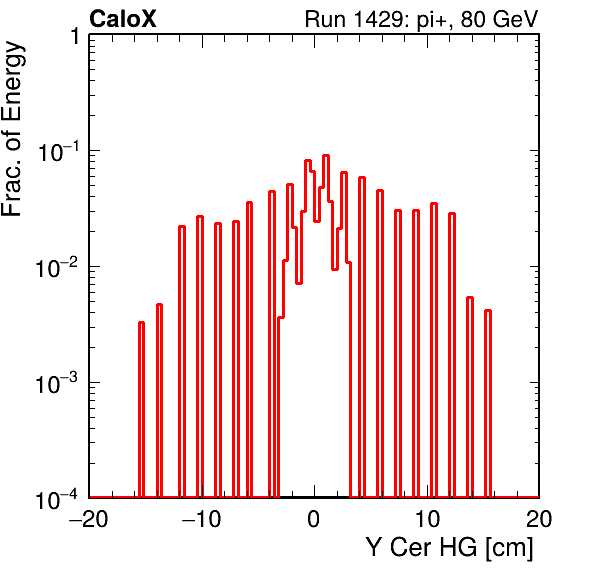 CaloX Run 1429: pi+, 80 GeV
Frac. of Energy
1
10⁻¹
10⁻²
10⁻³
10⁻⁴
−20 −10 0 10 20
Y Cer HG [cm]